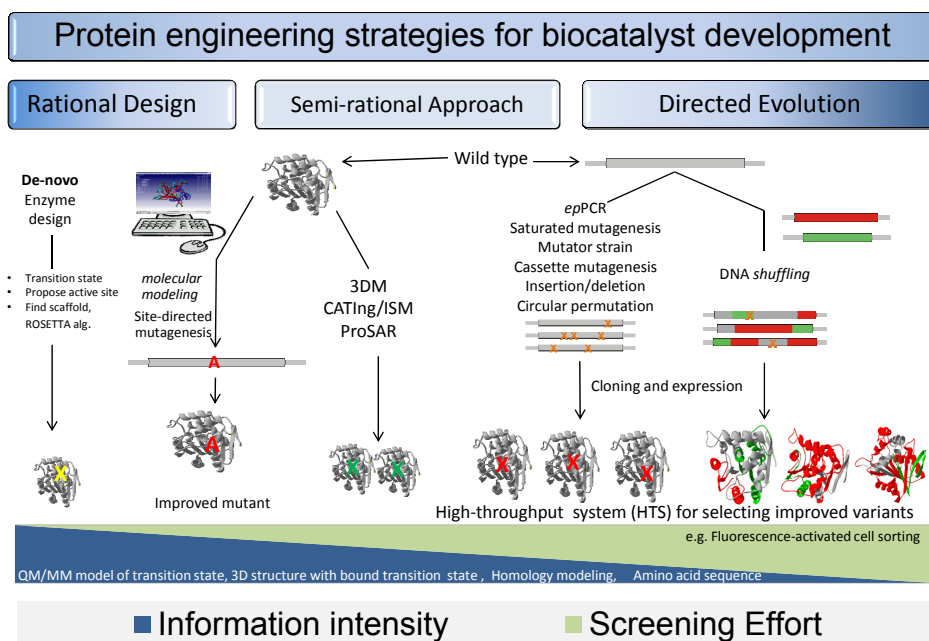 Protein engineering strategies for biocatalyst development
Rational Design
Semi-rational Approach
Directed Evolution
Wild type
De-novo
Enzyme
design
• Transition state
• Propose active site
• Find scaffold,
ROSETTA alg.
molecular
modeling
Site-directed
mutagenesis
A
A
Improved mutant
X
3DM
CATIng/ISM
ProSAR
X X
epPCR
Saturated mutagenesis
Mutator strain
Cassette mutagenesis
Insertion/deletion
Circular permutation
X
X X X
X X
DNA shuffling
X
X
Cloning and expression
X X X
High-throughput system (HTS) for selecting improved variants
e.g. Fluorescence-activated cell sorting
QM/MM model of transition state, 3D structure with bound transition state , Homology modeling, Amino acid sequence
Information intensity
Screening Effort